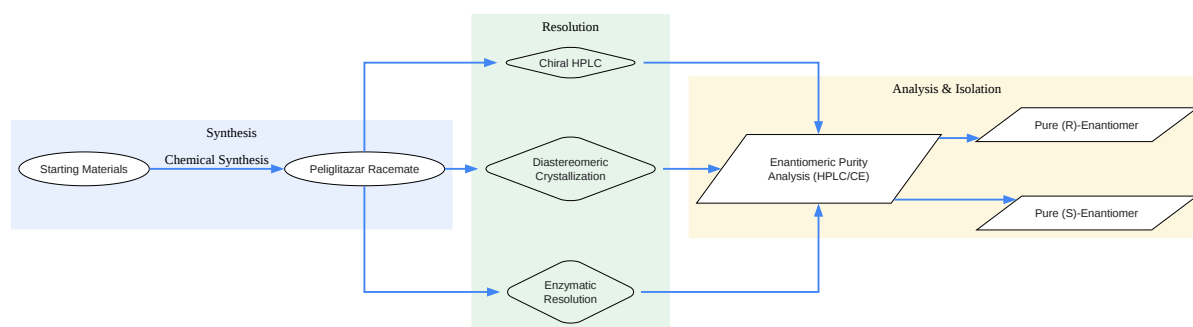 Synthesis
Starting Materials
Chemical Synthesis
Peliglitazar Racemate
Resolution
Chiral HPLC
Diastereomeric
Crystallization
Enzymatic
Resolution
Analysis & Isolation
Enantiomeric Purity
Analysis (HPLC/CE)
Pure (R)-Enantiomer
Pure (S)-Enantiomer